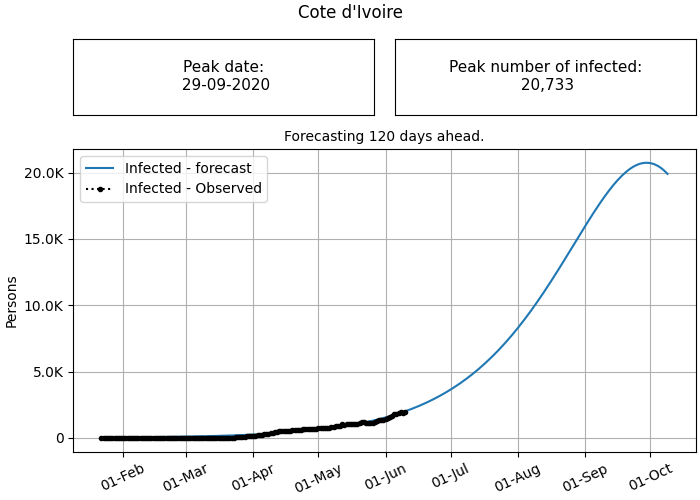 Cote d'Ivoire
Peak date:
29-09-2020
Peak number of infected:
20,733
Forecasting 120 days ahead.
Infected - forecast
Infected - Observed
Persons
20.0K
15.0K
10.0K
5.0K
0
01-Feb
01-Mar
01-Apr
01-May
01-Jun
01-Jul
01-Aug
01-Sep
01-Oct